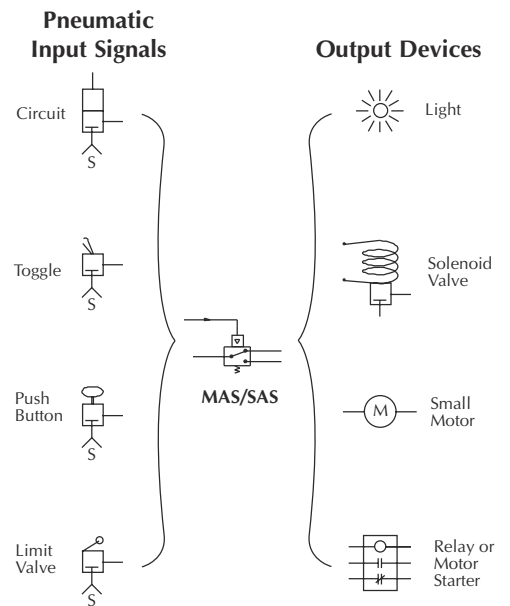 Pneumatic
Input Signals
Output Devices
Circuit
S
Light
Toggle
S
Solenoid
Valve
MAS/SAS
Push
Button
S
M
Small
Motor
Limit
Valve
S
Relay or
Motor
Starter